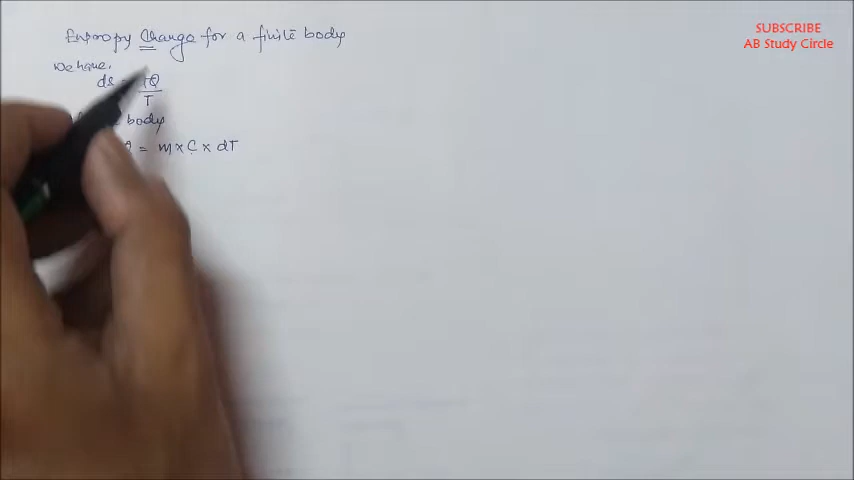 Entropy Change for a finite body
We have,
ds = dQ/T
body
= m × C × dT
SUBSCRIBE
AB Study Circle